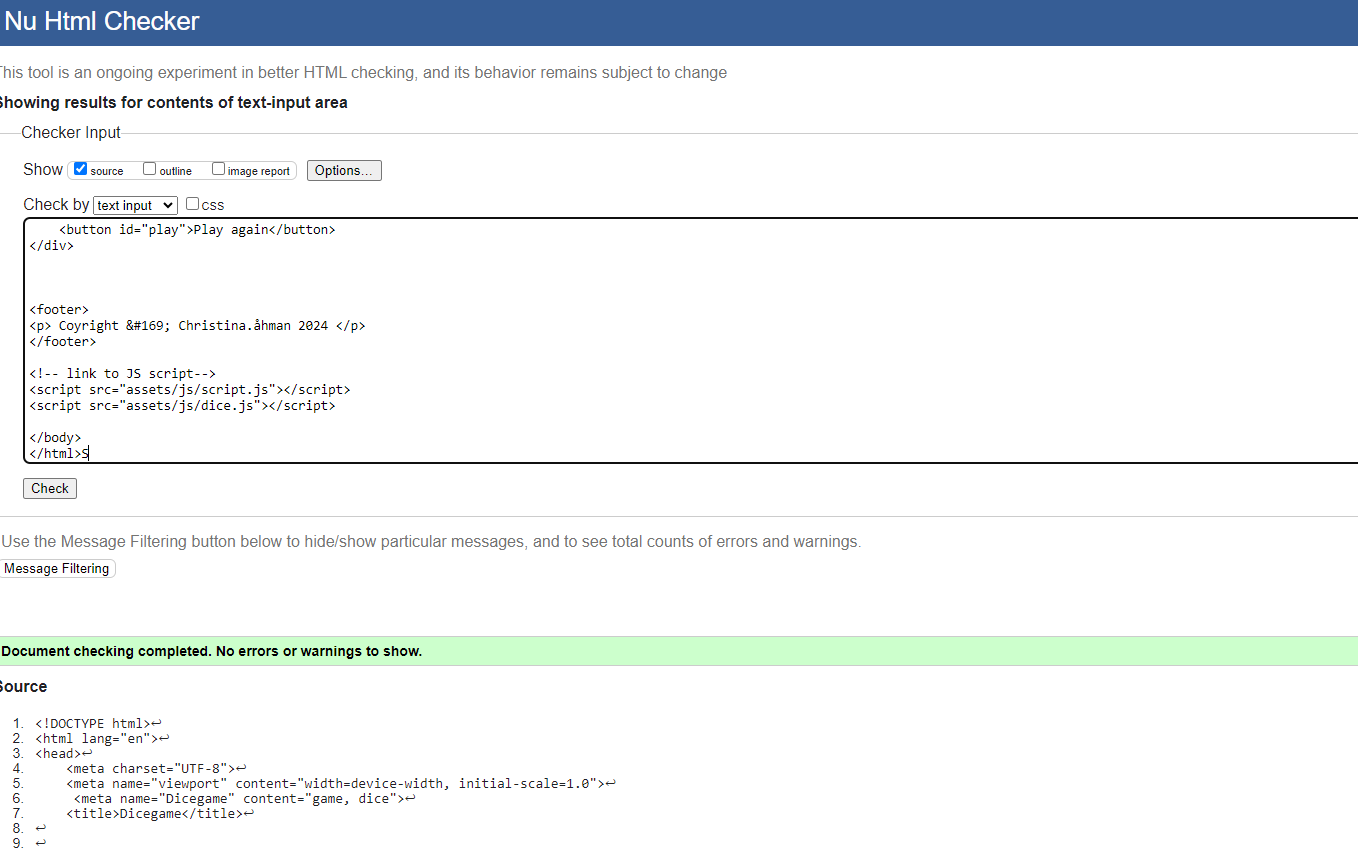 Nu Html Checker
This tool is an ongoing experiment in better HTML checking, and its behavior remains subject to change
Showing results for contents of text-input area
Checker Input
Show source outline image report Options...
Check by text input css
    <button id="play">Play again</button>
</div>
<footer>
<p> Coyright &#169; Christina.åhman 2024 </p>
</footer>
<!-- link to JS script-->
<script src="assets/js/script.js"></script>
<script src="assets/js/dice.js"></script>
</body>
</html>S
Check
Use the Message Filtering button below to hide/show particular messages, and to see total counts of errors and warnings.
Message Filtering
Document checking completed. No errors or warnings to show.
Source
1. <!DOCTYPE html>↩
2. <html lang="en">↩
3. <head>↩
4.     <meta charset="UTF-8">↩
5.     <meta name="viewport" content="width=device-width, initial-scale=1.0">↩
6.      <meta name="Dicegame" content="game, dice">↩
7.     <title>Dicegame</title>↩
8. ↩
9. ↩